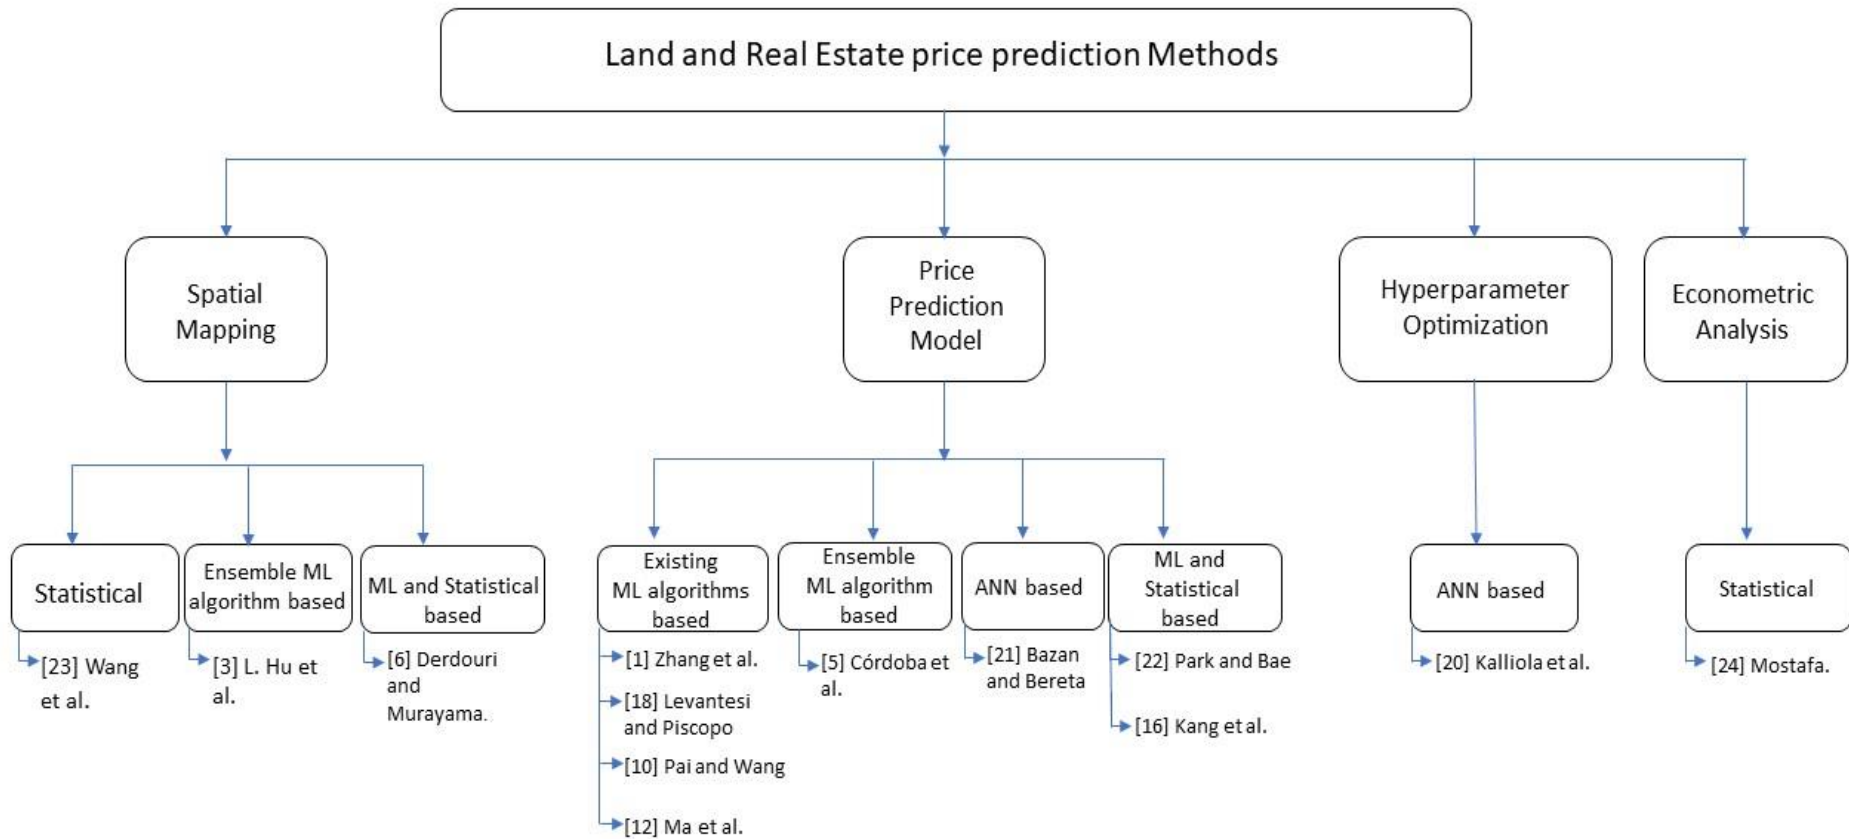 Land and Real Estate price prediction Methods
Spatial
Mapping
Price
Prediction
Model
Hyperparameter
Optimization
Econometric
Analysis
Statistical
Ensemble ML
algorithm based
ML and Statistical
based
Existing
ML algorithms
based
Ensemble
ML algorithm
based
ANN based
ML and
Statistical
based
ANN based
Statistical
[23] Wang
et al.
[3] L. Hu et
al.
[6] Derdouri
and
Murayama.
[1] Zhang et al.
[18] Levantesi
and Piscopo
[10] Pai and Wang
[12] Ma et al.
[5] Córdoba et
al.
[21] Bazan
and Bereta
[22] Park and Bae
[16] Kang et al.
[20] Kalliola et al.
[24] Mostafa.